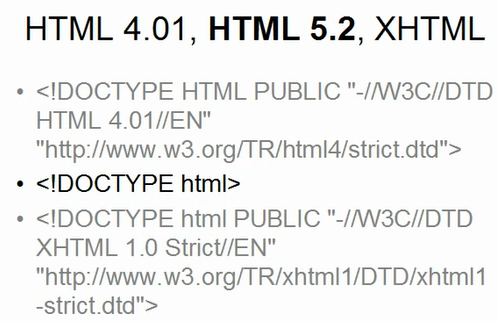 HTML 4.01, HTML 5.2, XHTML
• <!DOCTYPE HTML PUBLIC "-//W3C//DTD
HTML 4.01//EN"
"http://www.w3.org/TR/html4/strict.dtd">
• <!DOCTYPE html>
• <!DOCTYPE html PUBLIC "-//W3C//DTD
XHTML 1.0 Strict//EN"
"http://www.w3.org/TR/xhtml1/DTD/xhtml1
-strict.dtd">